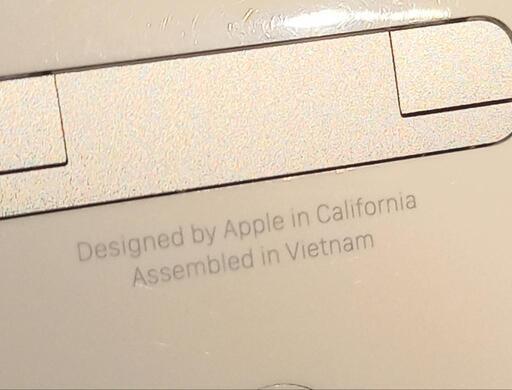 Designed by Apple in California
Assembled in Vietnam